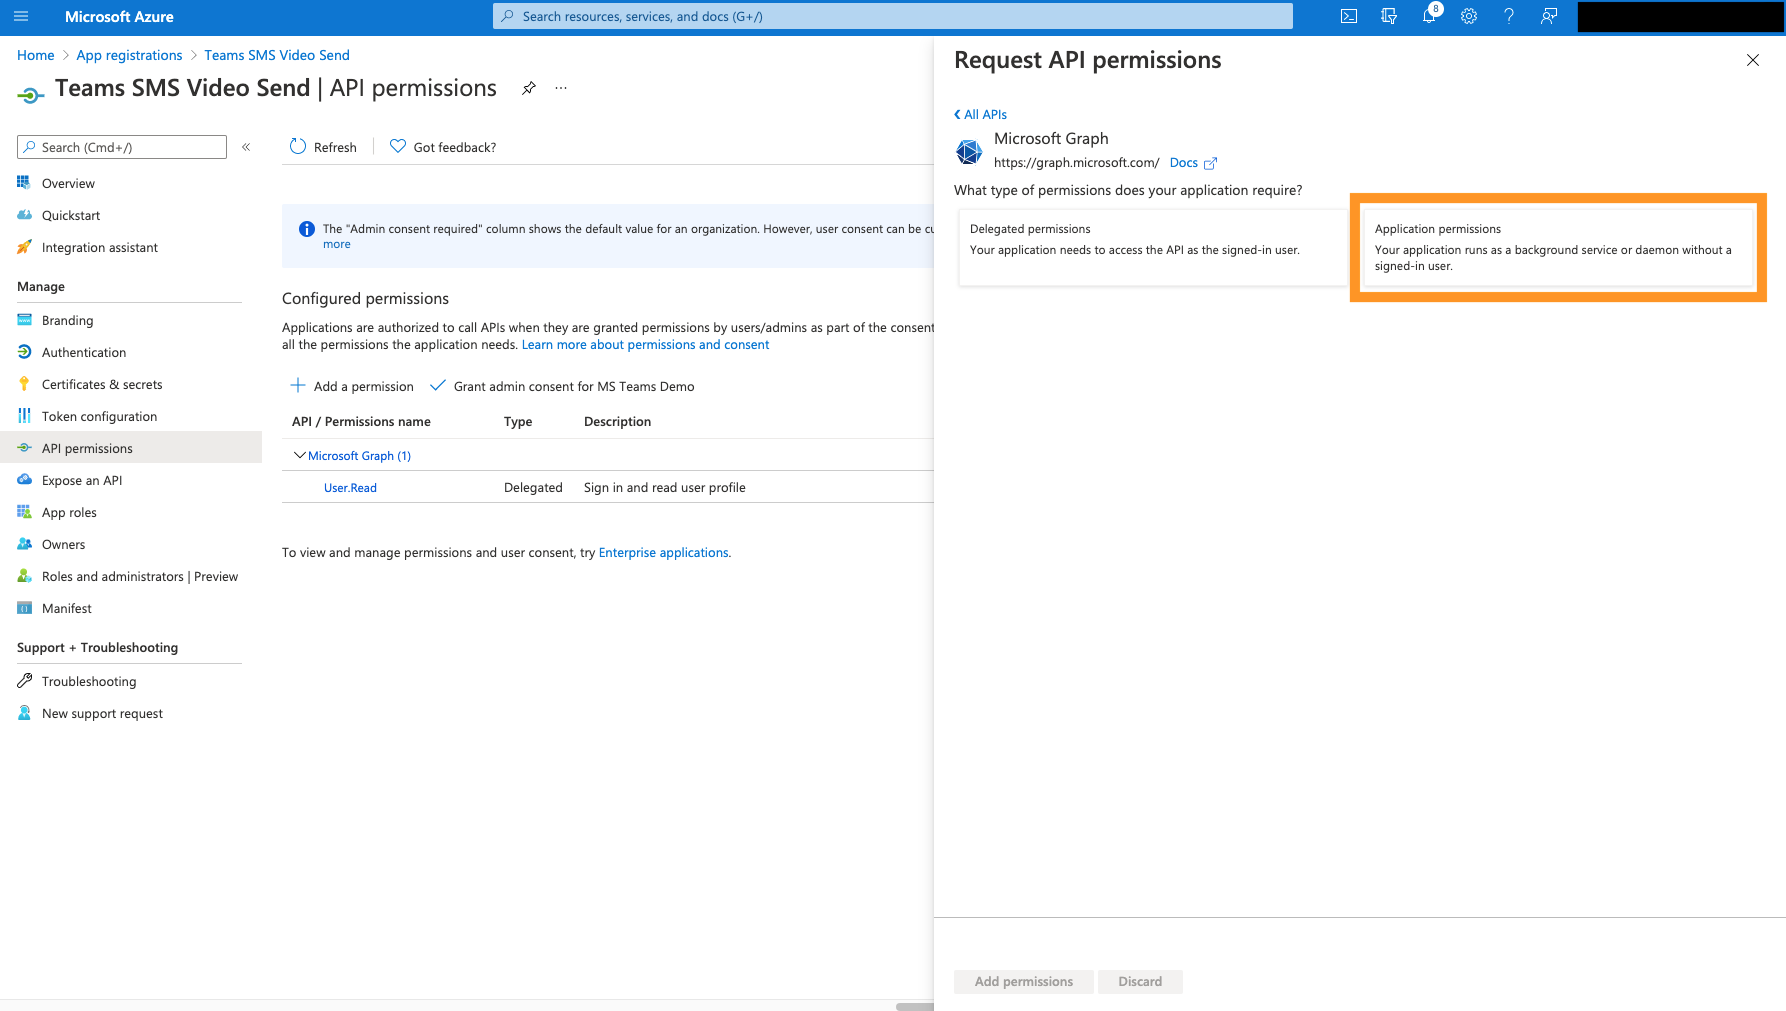 Microsoft Azure
Search resources, services, and docs (G+/)
8
Home > App registrations > Teams SMS Video Send
Teams SMS Video Send | API permissions
Search (Cmd+/)
Overview
Quickstart
Integration assistant
Manage
Branding
Authentication
Certificates & secrets
Token configuration
API permissions
Expose an API
App roles
Owners
Roles and administrators | Preview
Manifest
Support + Troubleshooting
Troubleshooting
New support request
Refresh
Got feedback?
The "Admin consent required" column shows the default value for an organization. However, user consent can be cu
more
Configured permissions
Applications are authorized to call APIs when they are granted permissions by users/admins as part of the consent
all the permissions the application needs. Learn more about permissions and consent
Add a permission
Grant admin consent for MS Teams Demo
API / Permissions name Type Description
Microsoft Graph (1)
User.Read Delegated Sign in and read user profile
To view and manage permissions and user consent, try Enterprise applications.
Request API permissions
All APIs
Microsoft Graph
https://graph.microsoft.com/ Docs
What type of permissions does your application require?
Delegated permissions
Your application needs to access the API as the signed-in user.
Application permissions
Your application runs as a background service or daemon without a
signed-in user.
Add permissions
Discard